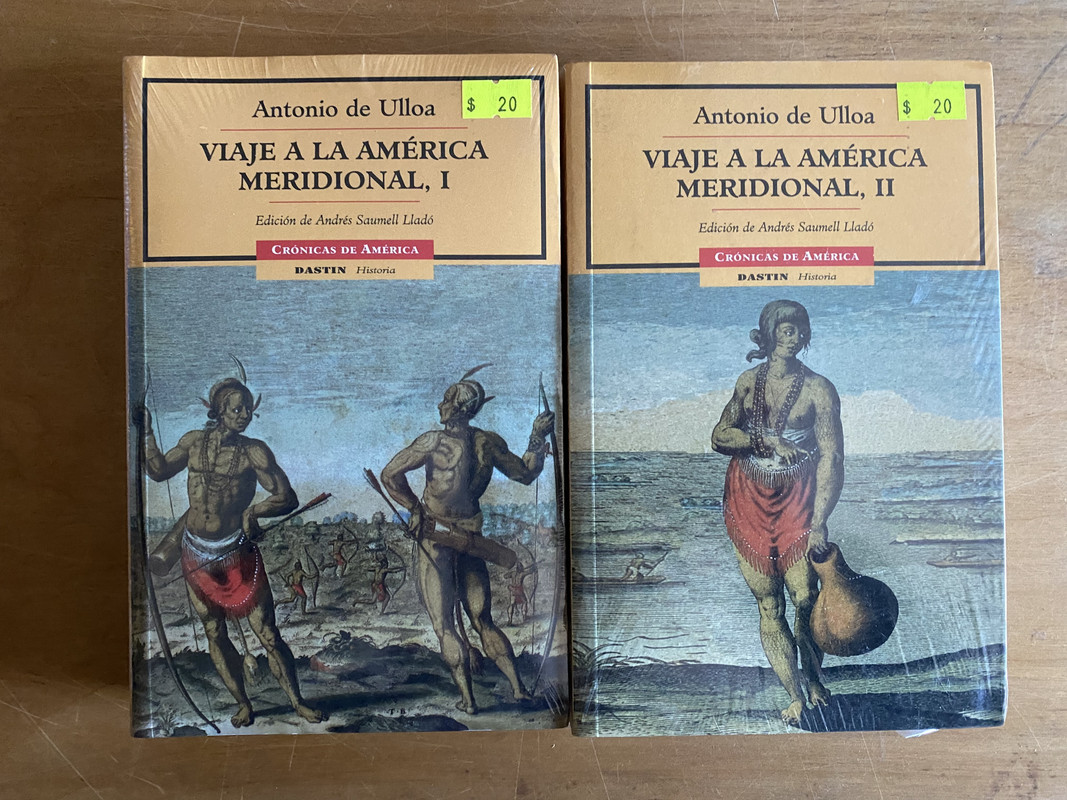 Antonio de Ulloa
$ 20
VIAJE A LA AMÉRICA
MERIDIONAL, I
Edición de Andrés Saumell Lladó
CRÓNICAS DE AMÉRICA
DASTIN Historia
Antonio de Ulloa
$ 20
VIAJE A LA AMÉRICA
MERIDIONAL, II
Edición de Andrés Saumell Lladó
CRÓNICAS DE AMÉRICA
DASTIN Historia